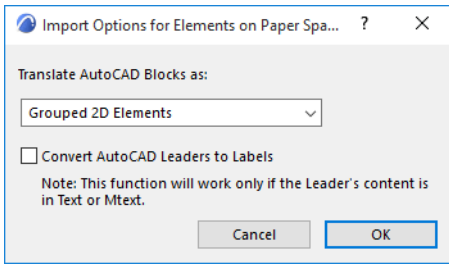 Import Options for Elements on Paper Spa... ? X
Translate AutoCAD Blocks as:
Grouped 2D Elements
Convert AutoCAD Leaders to Labels
Note: This function will work only if the Leader's content is
in Text or Mtext.
Cancel OK